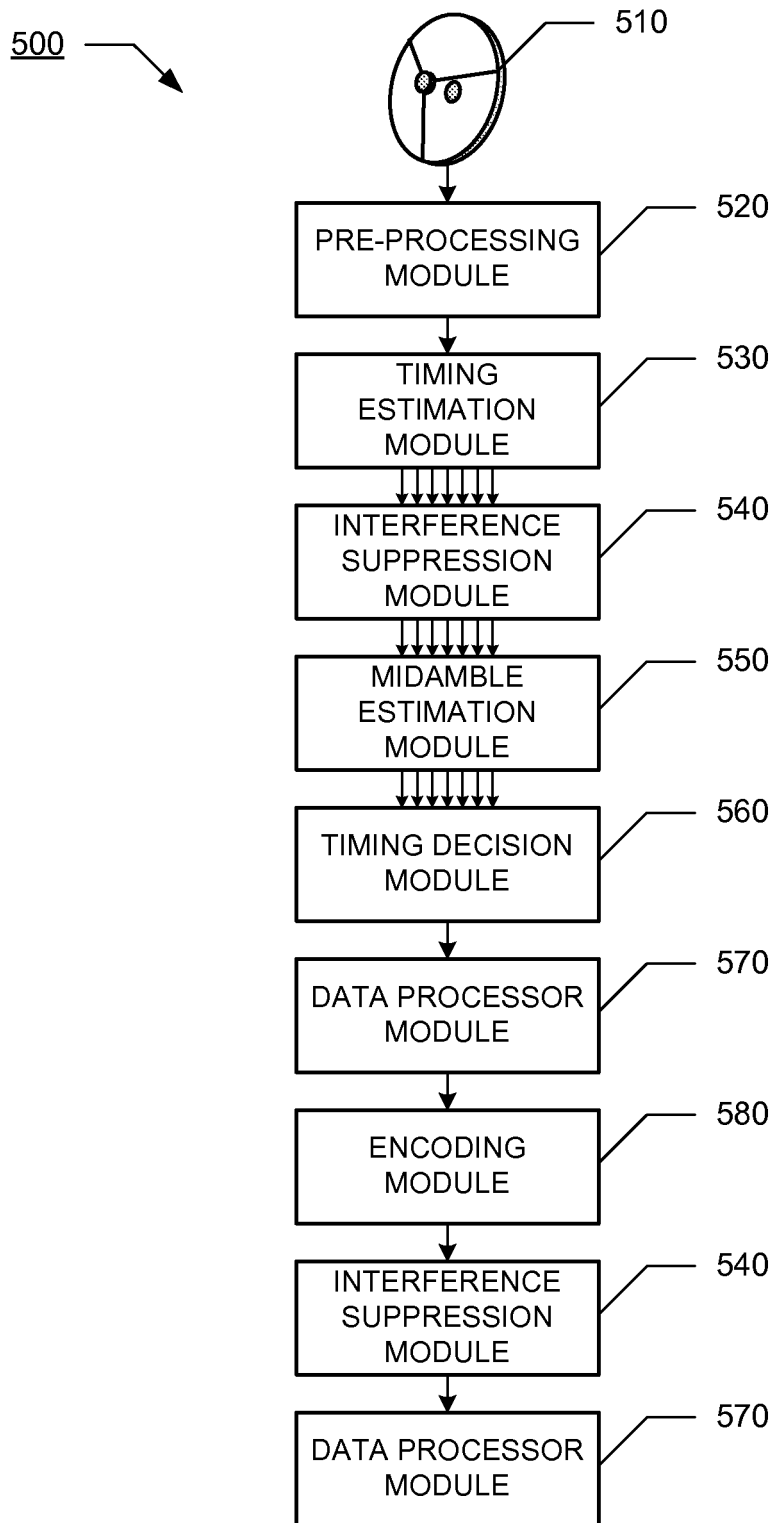 500
510
PRE-PROCESSING
MODULE
520
TIMING
ESTIMATION
MODULE
530
INTERFERENCE
SUPPRESSION
MODULE
540
MIDAMBLE
ESTIMATION
MODULE
550
TIMING DECISION
MODULE
560
DATA PROCESSOR
MODULE
570
ENCODING
MODULE
580
INTERFERENCE
SUPPRESSION
MODULE
540
DATA PROCESSOR
MODULE
570